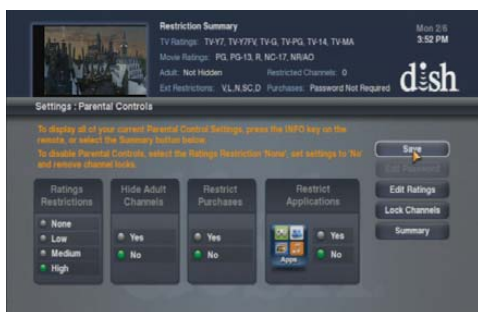 Restriction Summary
TV Ratings: TV-Y7, TV-Y7FV, TV-G, TV-PG, TV-14, TV-MA
Movie Ratings: PG, PG-13, R, NC-17, NR/AO
Adult: Not Hidden Restricted Channels: 0
Ext Restrictions: V,L,N,SC,D Purchases: Password Not Required
Mon 2/6
3:52 PM
dish
Settings : Parental Controls
To display all of your current Parental Control Settings, press the INFO key on the
remote, or select the Summary button below.
To disable Parental Controls, select the Ratings Restriction 'None', set settings to 'No'
and remove channel locks.
Save
Edit Password
Edit Ratings
Lock Channels
Summary
Ratings
Restrictions
None
Low
Medium
High
Hide Adult
Channels
Yes
No
Restrict
Purchases
Yes
No
Restrict
Applications
Apps
Yes
No